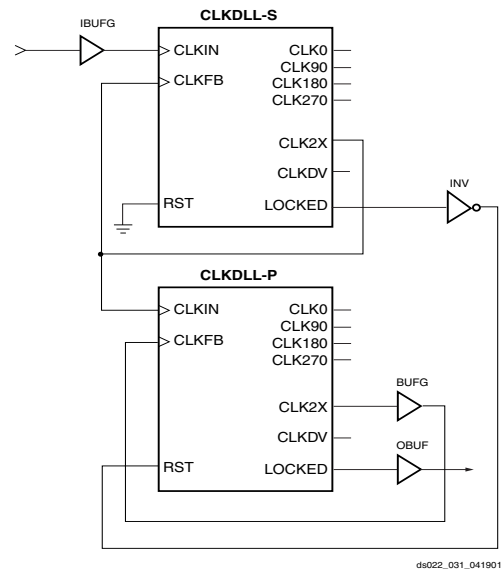 CLKDLL-S
IBUFG
CLKIN
CLKFB
RST
CLK0
CLK90
CLK180
CLK270
CLK2X
CLKDV
LOCKED
INV
CLKDLL-P
CLKIN
CLKFB
RST
CLK0
CLK90
CLK180
CLK270
CLK2X
CLKDV
LOCKED
BUFG
OBUF
ds022_031_041901